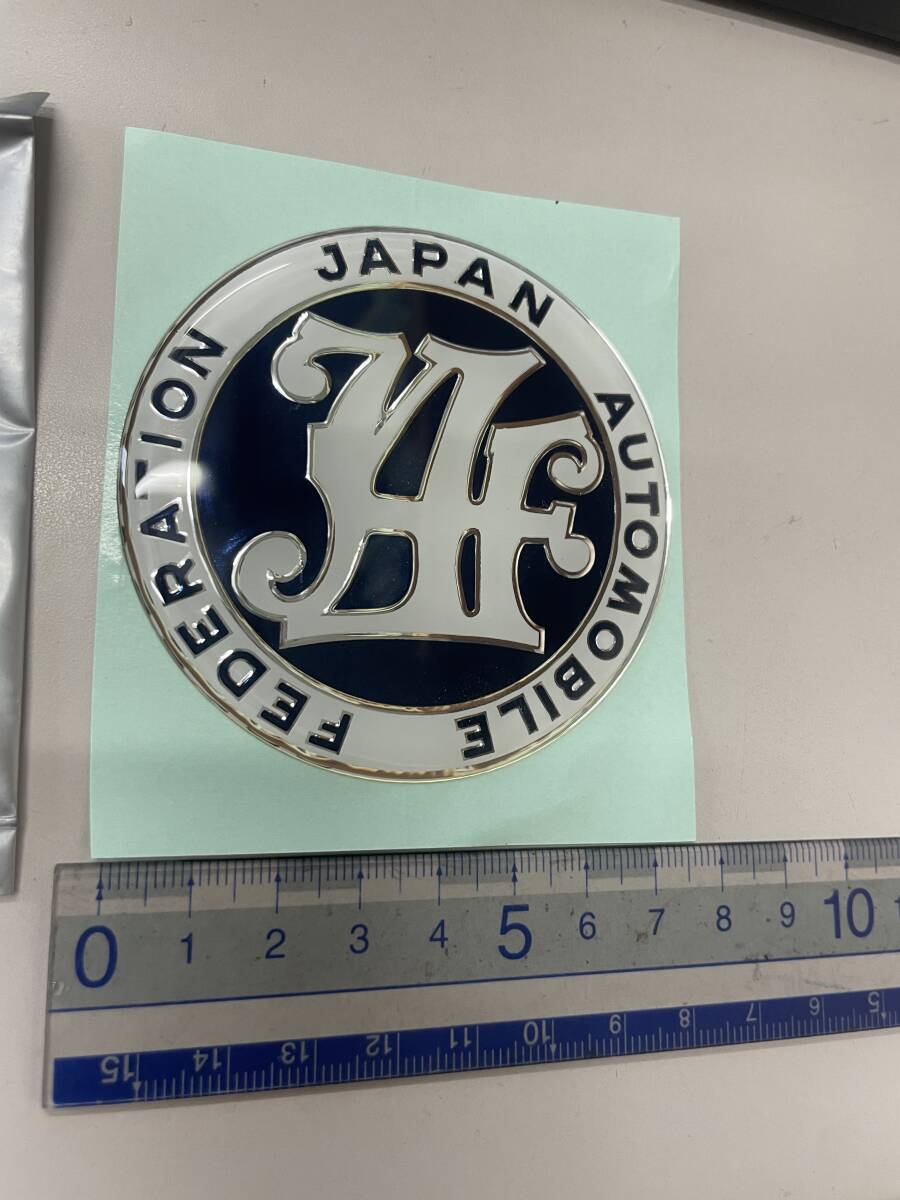 JAPAN AUTOMOBILE FEDERATION
JAF
0 1 2 3 4 5 6 7 8 9 10
15 14 13 12 11 10 9 8 7 6 5